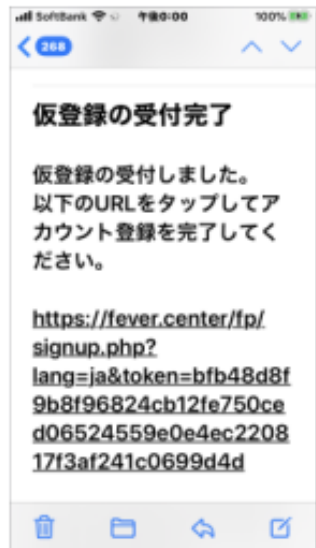 SoftBank 午後0:00 100%
268
仮登録の受付完了
仮登録の受付しました。
以下のURLをタップしてア
カウント登録を完了してく
ださい。
https://fever.center/fp/
signup.php?
lang=ja&token=bfb48d8f
9b8f96824cb12fe750ce
d06524559e0e4ec2208
17f3af241c0699d4d